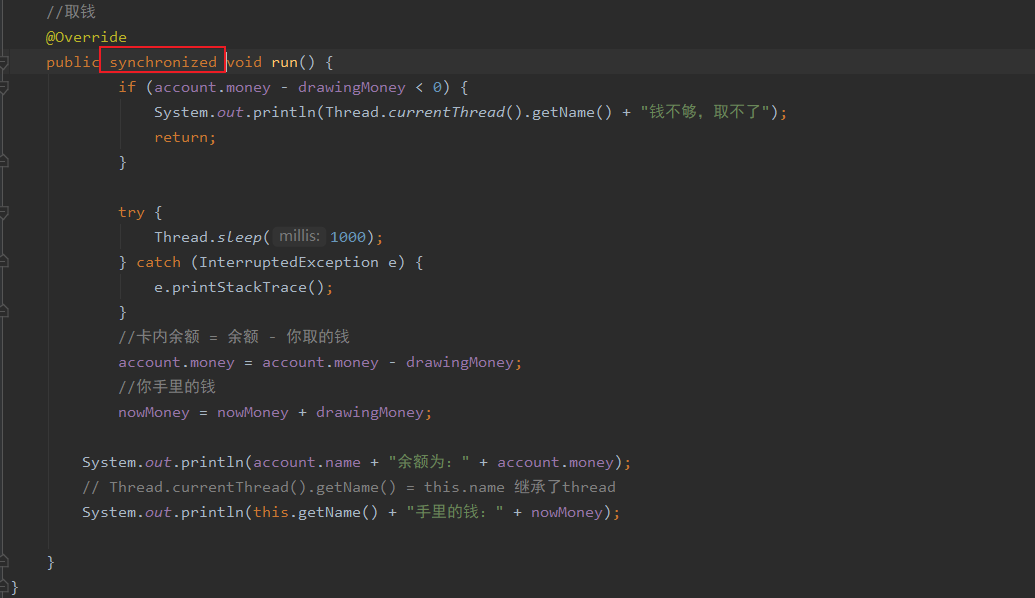 //取钱
@Override
public synchronized void run() {
if (account.money - drawingMoney < 0) {
System.out.println(Thread.currentThread().getName() + "钱不够，取不了");
return;
}
try {
Thread.sleep( millis: 1000);
} catch (InterruptedException e) {
e.printStackTrace();
}
//卡内余额 = 余额 - 你取的钱
account.money = account.money - drawingMoney;
//你手里的钱
nowMoney = nowMoney + drawingMoney;
System.out.println(account.name + "余额为：" + account.money);
// Thread.currentThread().getName() = this.name 继承了thread
System.out.println(this.getName() + "手里的钱：" + nowMoney);
}
}